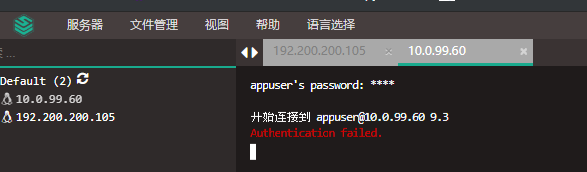 服务器 文件管理 视图 帮助 语言选择
192.200.200.105 × 10.0.99.60 ×
Default (2)
10.0.99.60
192.200.200.105
appuser's password: ****
开始连接到 appuser@10.0.99.60 9.3
Authentication failed.